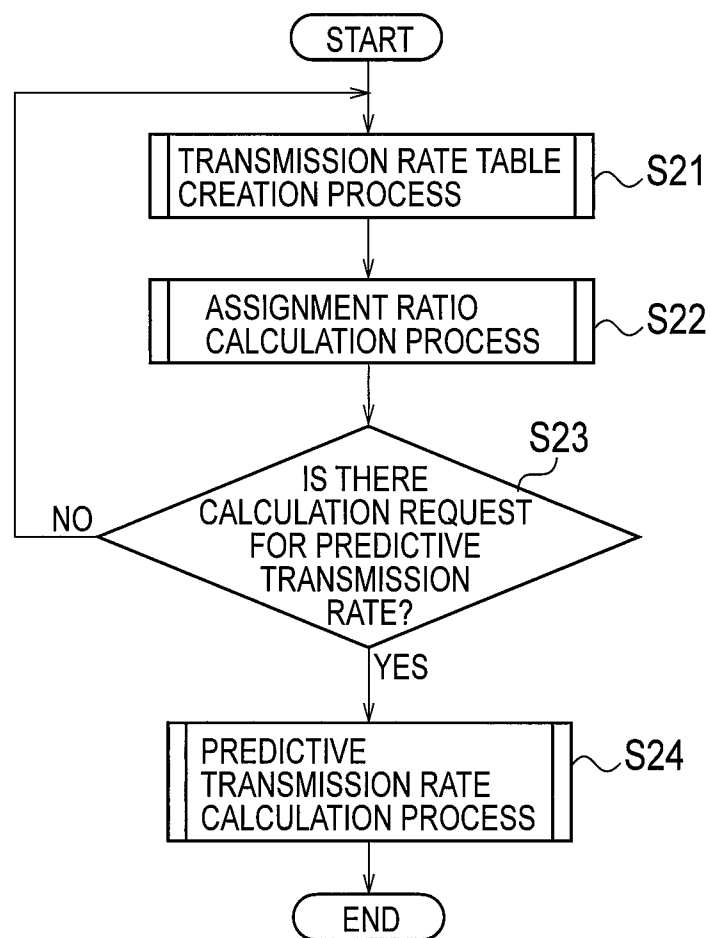 START
TRANSMISSION RATE TABLE
CREATION PROCESS
S21
ASSIGNMENT RATIO
CALCULATION PROCESS
S22
S23
IS THERE
CALCULATION REQUEST
FOR PREDICTIVE
TRANSMISSION
RATE?
NO
YES
PREDICTIVE
TRANSMISSION RATE
CALCULATION PROCESS
S24
END